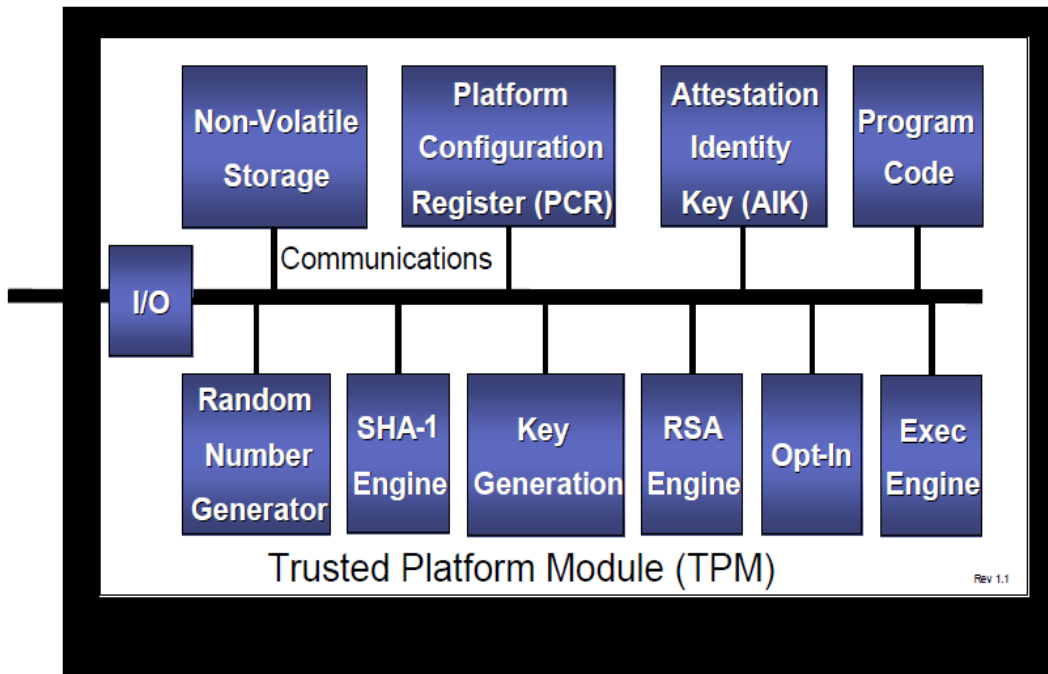 Non-Volatile
Storage
Platform
Configuration
Register (PCR)
Attestation
Identity
Key (AIK)
Program
Code
Communications
I/O
Random
Number
Generator
SHA-1
Engine
Key
Generation
RSA
Engine
Opt-In
Exec
Engine
Trusted Platform Module (TPM)
Rev 1.1